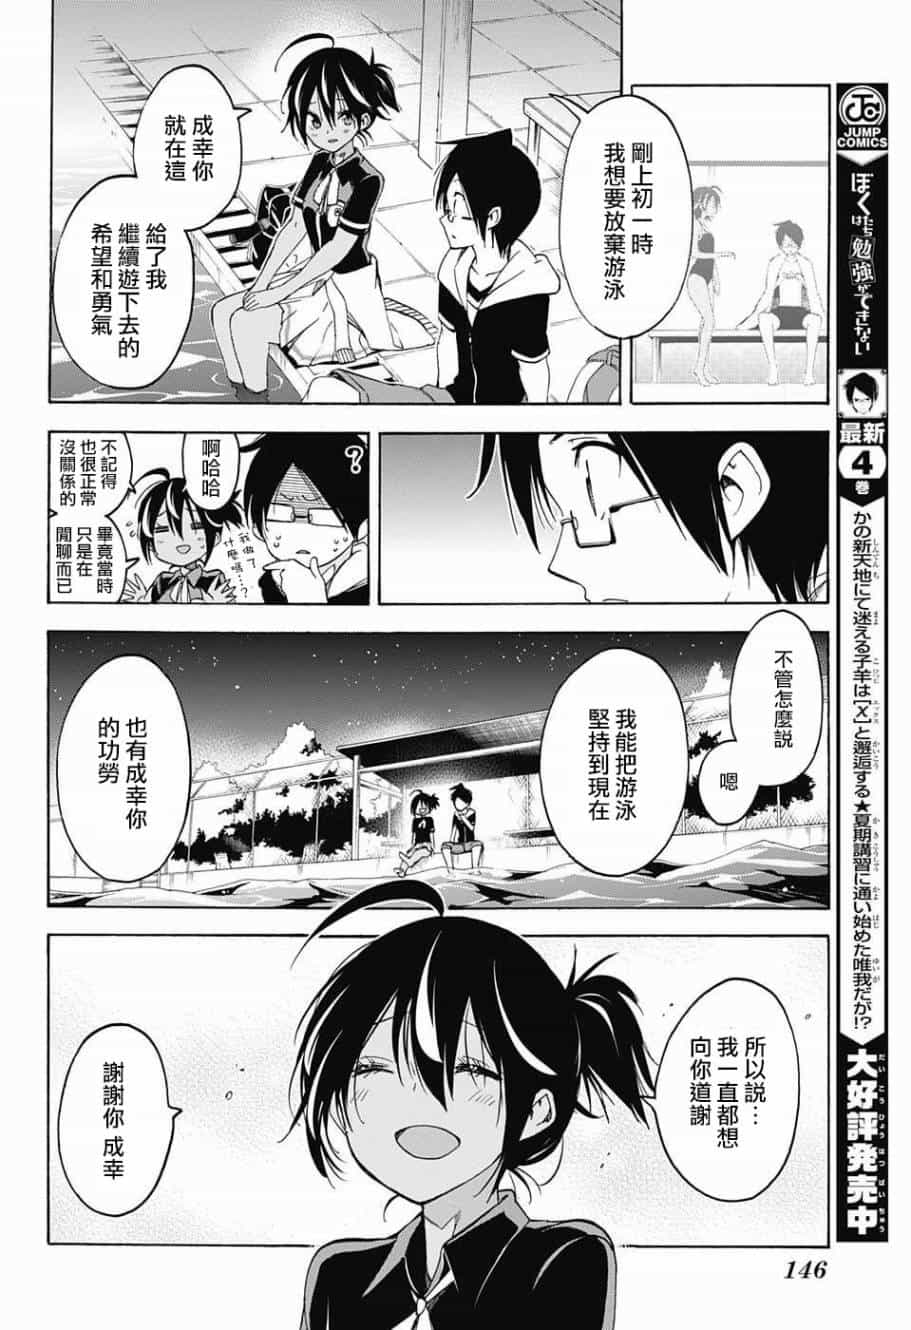 剛上初一時
我想要放棄游泳
成幸你
就在這
給了我
繼續遊下去的
希望和勇氣
?
我做了
什麼嗎…?
啊哈哈
不記得
也很正常
沒關係的
畢竟當時
只是在
閒聊而已
不管怎麼說
嗯
我能把游泳
堅持到現在
也有成幸你
的功勞
所以説…
我一直都想
向你道謝
謝謝你 成幸
JUMP
COMICS
ぼくたちは勉強ができない
最新
4
巻
かの新天地にて迷える子羊は[X]と邂逅する★夏期講習に通い始めた唯我だが!?
大好評発売中
146